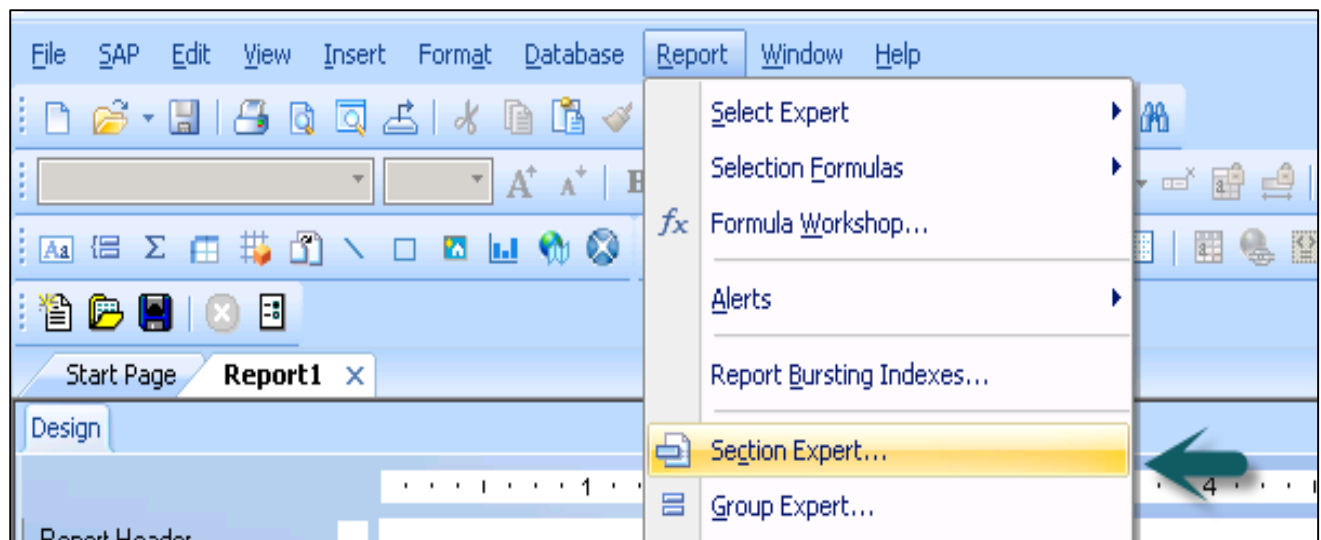 File SAP Edit View Insert Format Database Report Window Help
Select Expert
Selection Formulas
Formula Workshop...
Alerts
Report Bursting Indexes...
Section Expert...
Group Expert...
Start Page Report1
Design
1 4
Report Header